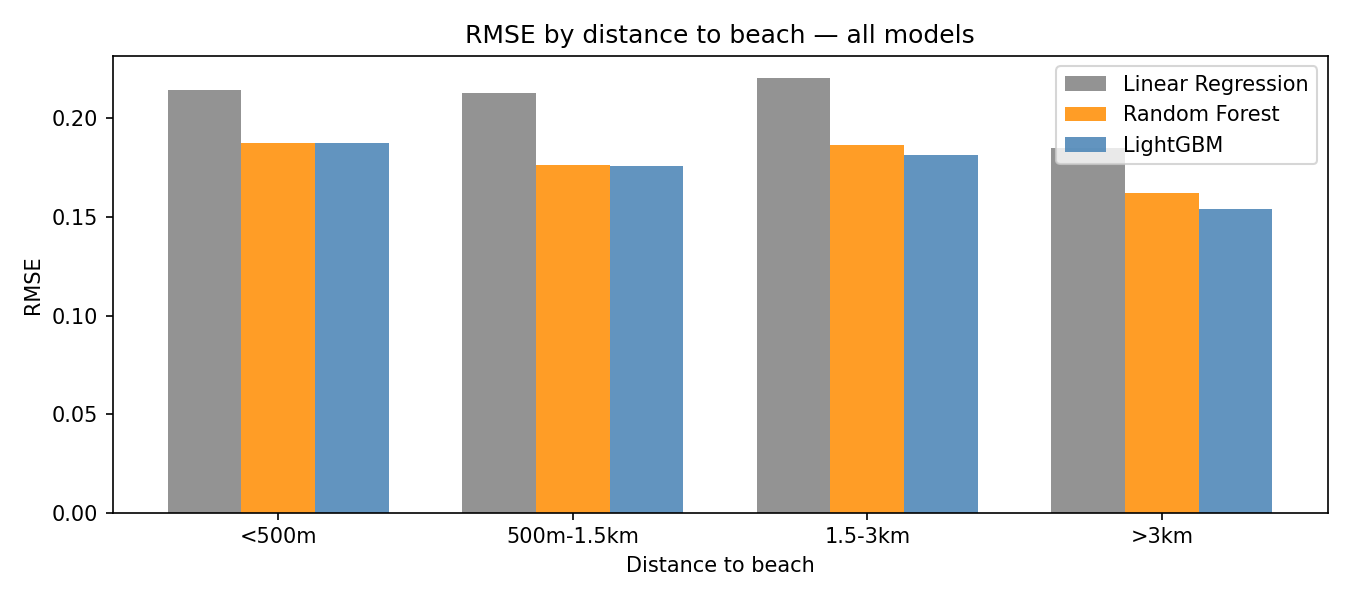 RMSE by distance to beach — all models
Linear Regression
Random Forest
LightGBM
RMSE
0.20
0.15
0.10
0.05
0.00
<500m
500m-1.5km
1.5-3km
>3km
Distance to beach